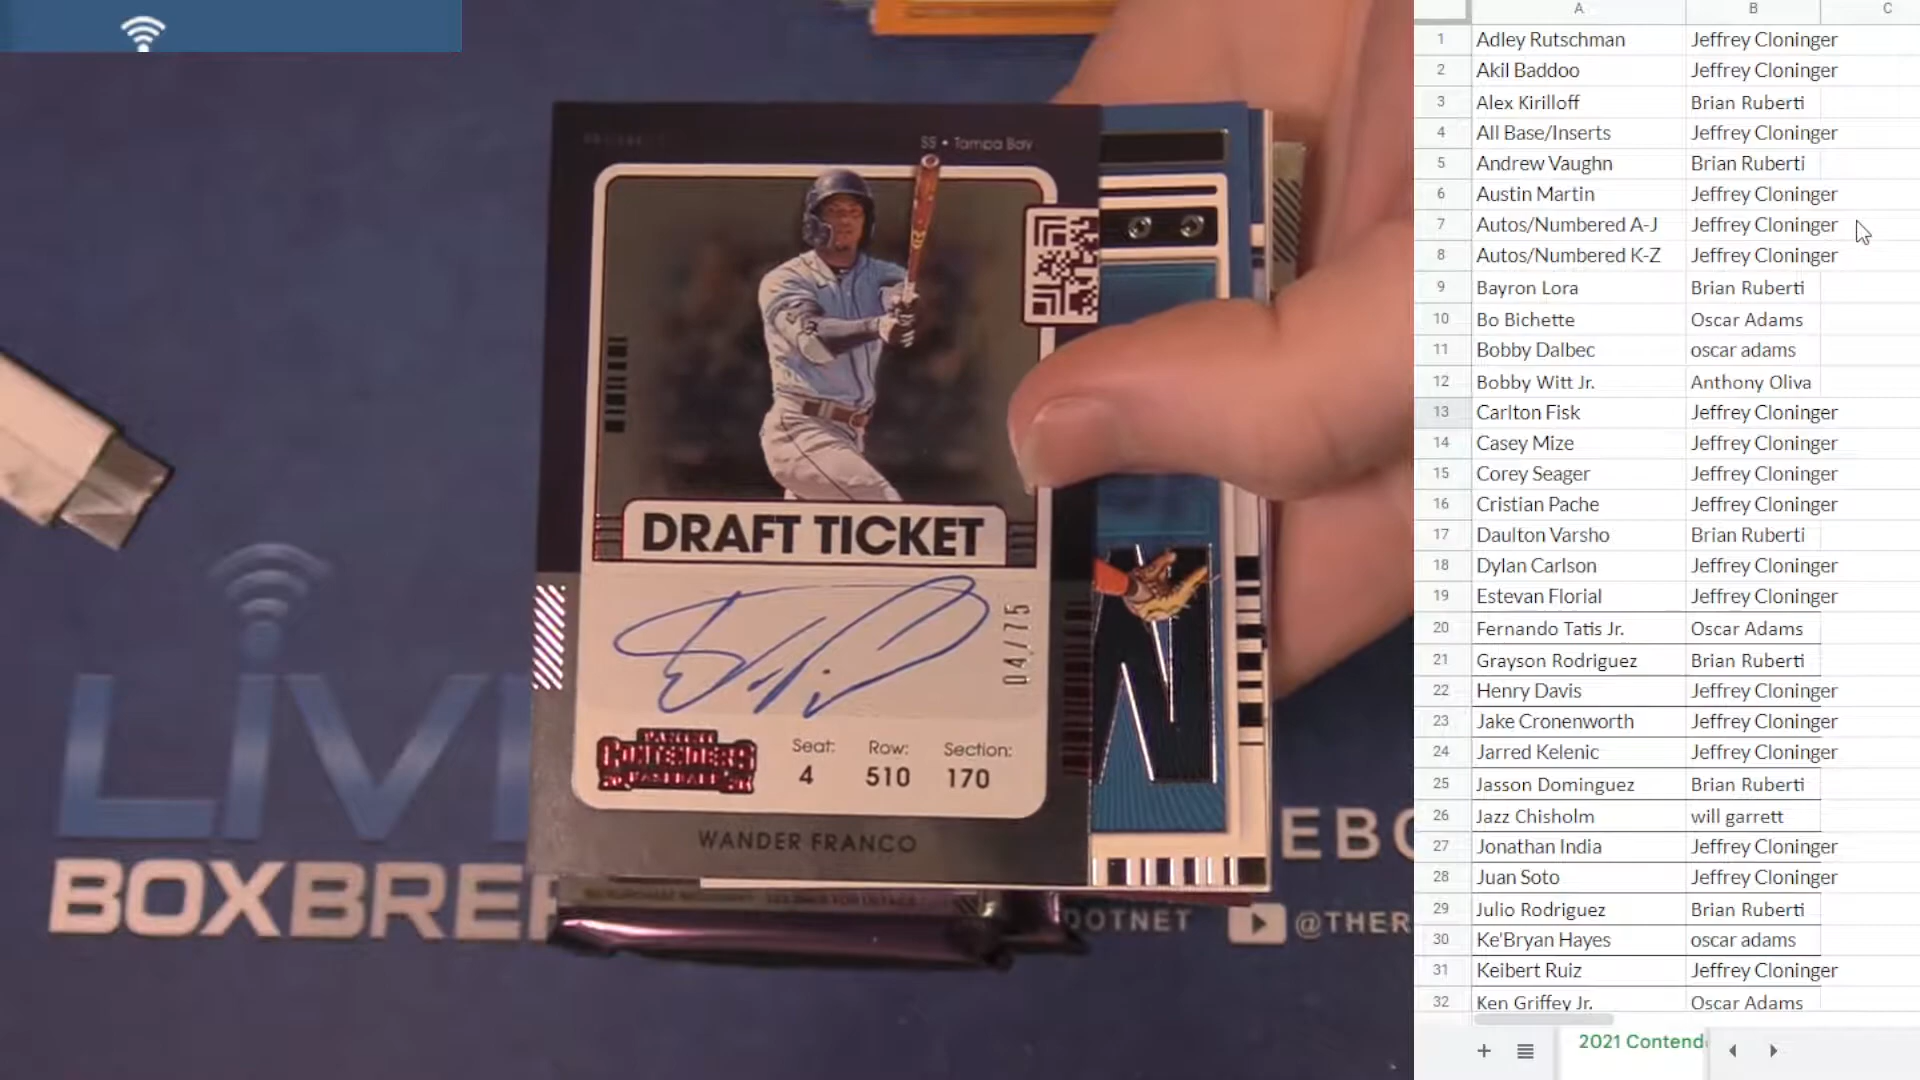 SS • Tampa Bay
DRAFT TICKET
04/75
PANINI
CONTENDERS
BASEBALL
Seat: Row: Section:
4 510 170
WANDER FRANCO
LIV
BOXBRE
EBO
DOTNET
@THER
A B C
1 Adley Rutschman Jeffrey Cloninger
2 Akil Baddoo Jeffrey Cloninger
3 Alex Kirilloff Brian Ruberti
4 All Base/Inserts Jeffrey Cloninger
5 Andrew Vaughn Brian Ruberti
6 Austin Martin Jeffrey Cloninger
7 Autos/Numbered A-J Jeffrey Cloninger
8 Autos/Numbered K-Z Jeffrey Cloninger
9 Bayron Lora Brian Ruberti
10 Bo Bichette Oscar Adams
11 Bobby Dalbec oscar adams
12 Bobby Witt Jr. Anthony Oliva
13 Carlton Fisk Jeffrey Cloninger
14 Casey Mize Jeffrey Cloninger
15 Corey Seager Jeffrey Cloninger
16 Cristian Pache Jeffrey Cloninger
17 Daulton Varsho Brian Ruberti
18 Dylan Carlson Jeffrey Cloninger
19 Estevan Florial Jeffrey Cloninger
20 Fernando Tatis Jr. Oscar Adams
21 Grayson Rodriguez Brian Ruberti
22 Henry Davis Jeffrey Cloninger
23 Jake Cronenworth Jeffrey Cloninger
24 Jarred Kelenic Jeffrey Cloninger
25 Jasson Dominguez Brian Ruberti
26 Jazz Chisholm will garrett
27 Jonathan India Jeffrey Cloninger
28 Juan Soto Jeffrey Cloninger
29 Julio Rodriguez Brian Ruberti
30 Ke'Bryan Hayes oscar adams
31 Keibert Ruiz Jeffrey Cloninger
32 Ken Griffey Jr. Oscar Adams
2021 Contend